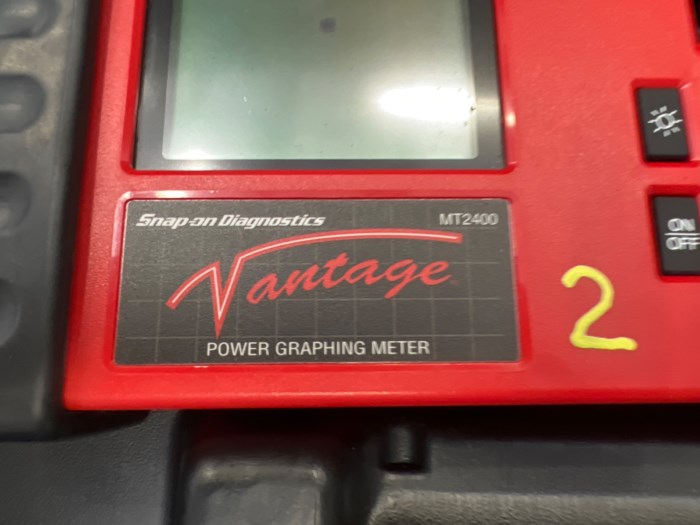 Snap-on Diagnostics MT2400
Vantage
POWER GRAPHING METER
ON
OFF
2